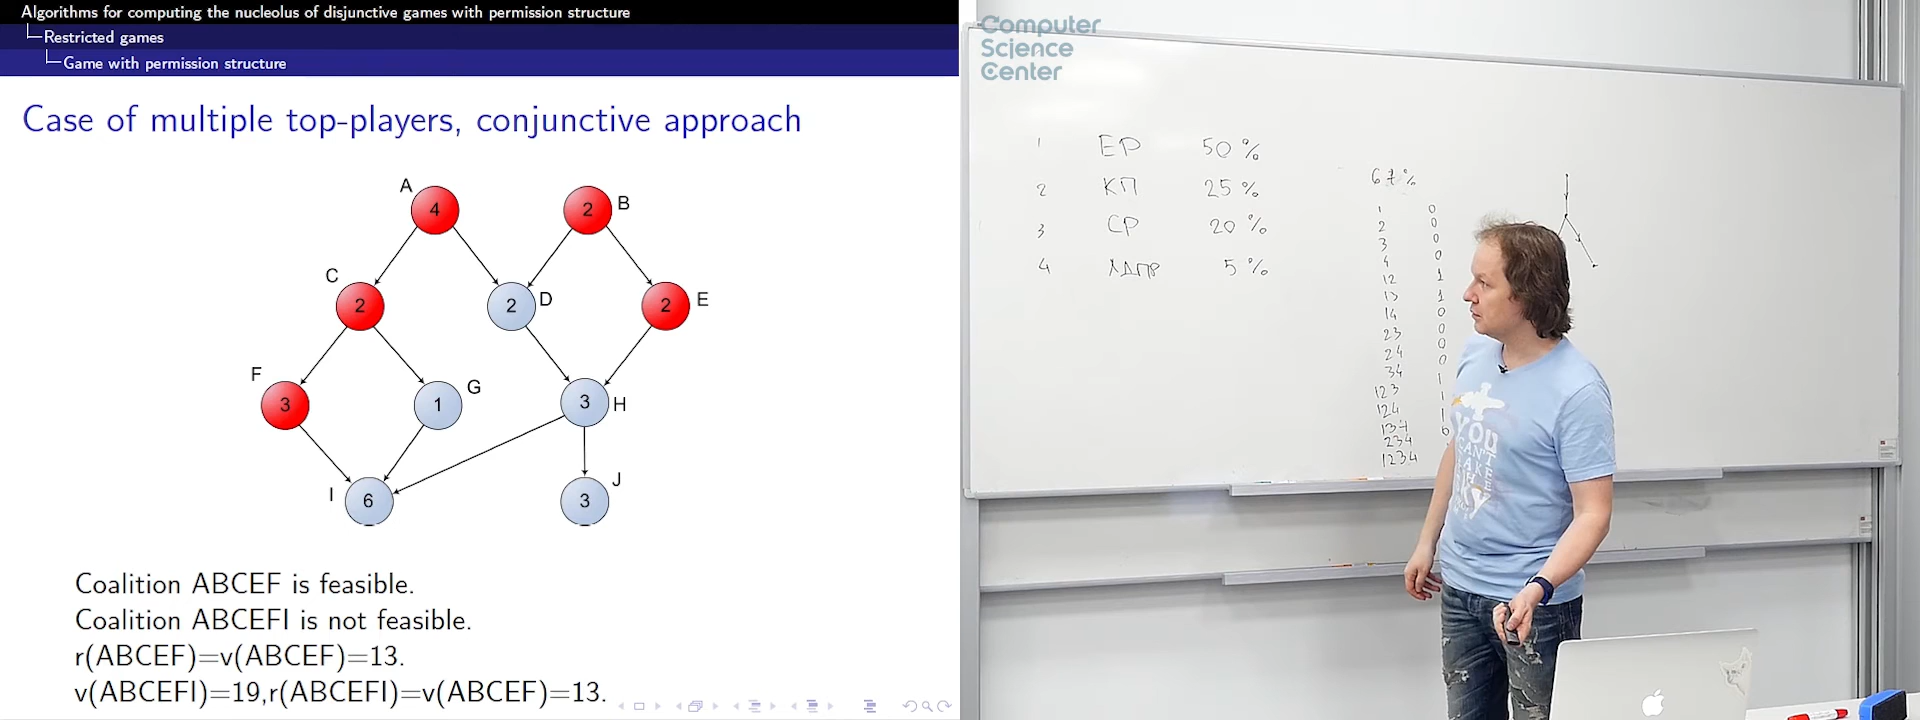 Algorithms for computing the nucleolus of disjunctive games with permission structure
Restricted games
Game with permission structure
Case of multiple top-players, conjunctive approach
A
4
2
B
C
2
2
D
2
E
F
3
1
G
3
H
I
6
3
J
Coalition ABCEF is feasible.
Coalition ABCEFI is not feasible.
r(ABCEF)=v(ABCEF)=13.
v(ABCEFI)=19,r(ABCEFI)=v(ABCEF)=13.
Computer
Science
Center
1 ЕР 50 %
2 КП 25 %
3 СР 20 %
4 ЛДПР 5 %
67 %
1 0
2 0
3 0
4 0
12 1
13 1
14 0
23 0
24 0
34 0
123 1
124 1
134 1
234
1234
YOU
CAN'T